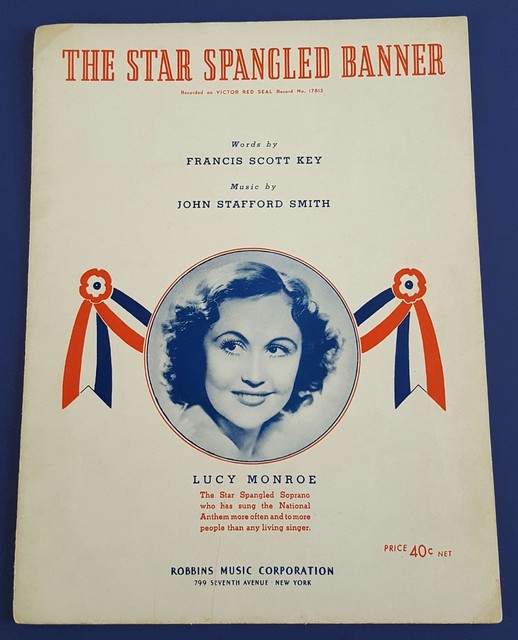 THE STAR SPANGLED BANNER
Recorded on VICTOR RED SEAL Record No. 17815
Words by
FRANCIS SCOTT KEY
Music by
JOHN STAFFORD SMITH
LUCY MONROE
The Star Spangled Soprano
who has sung the National
Anthem more often and to more
people than any living singer.
PRICE 40c NET
ROBBINS MUSIC CORPORATION
799 SEVENTH AVENUE · NEW YORK